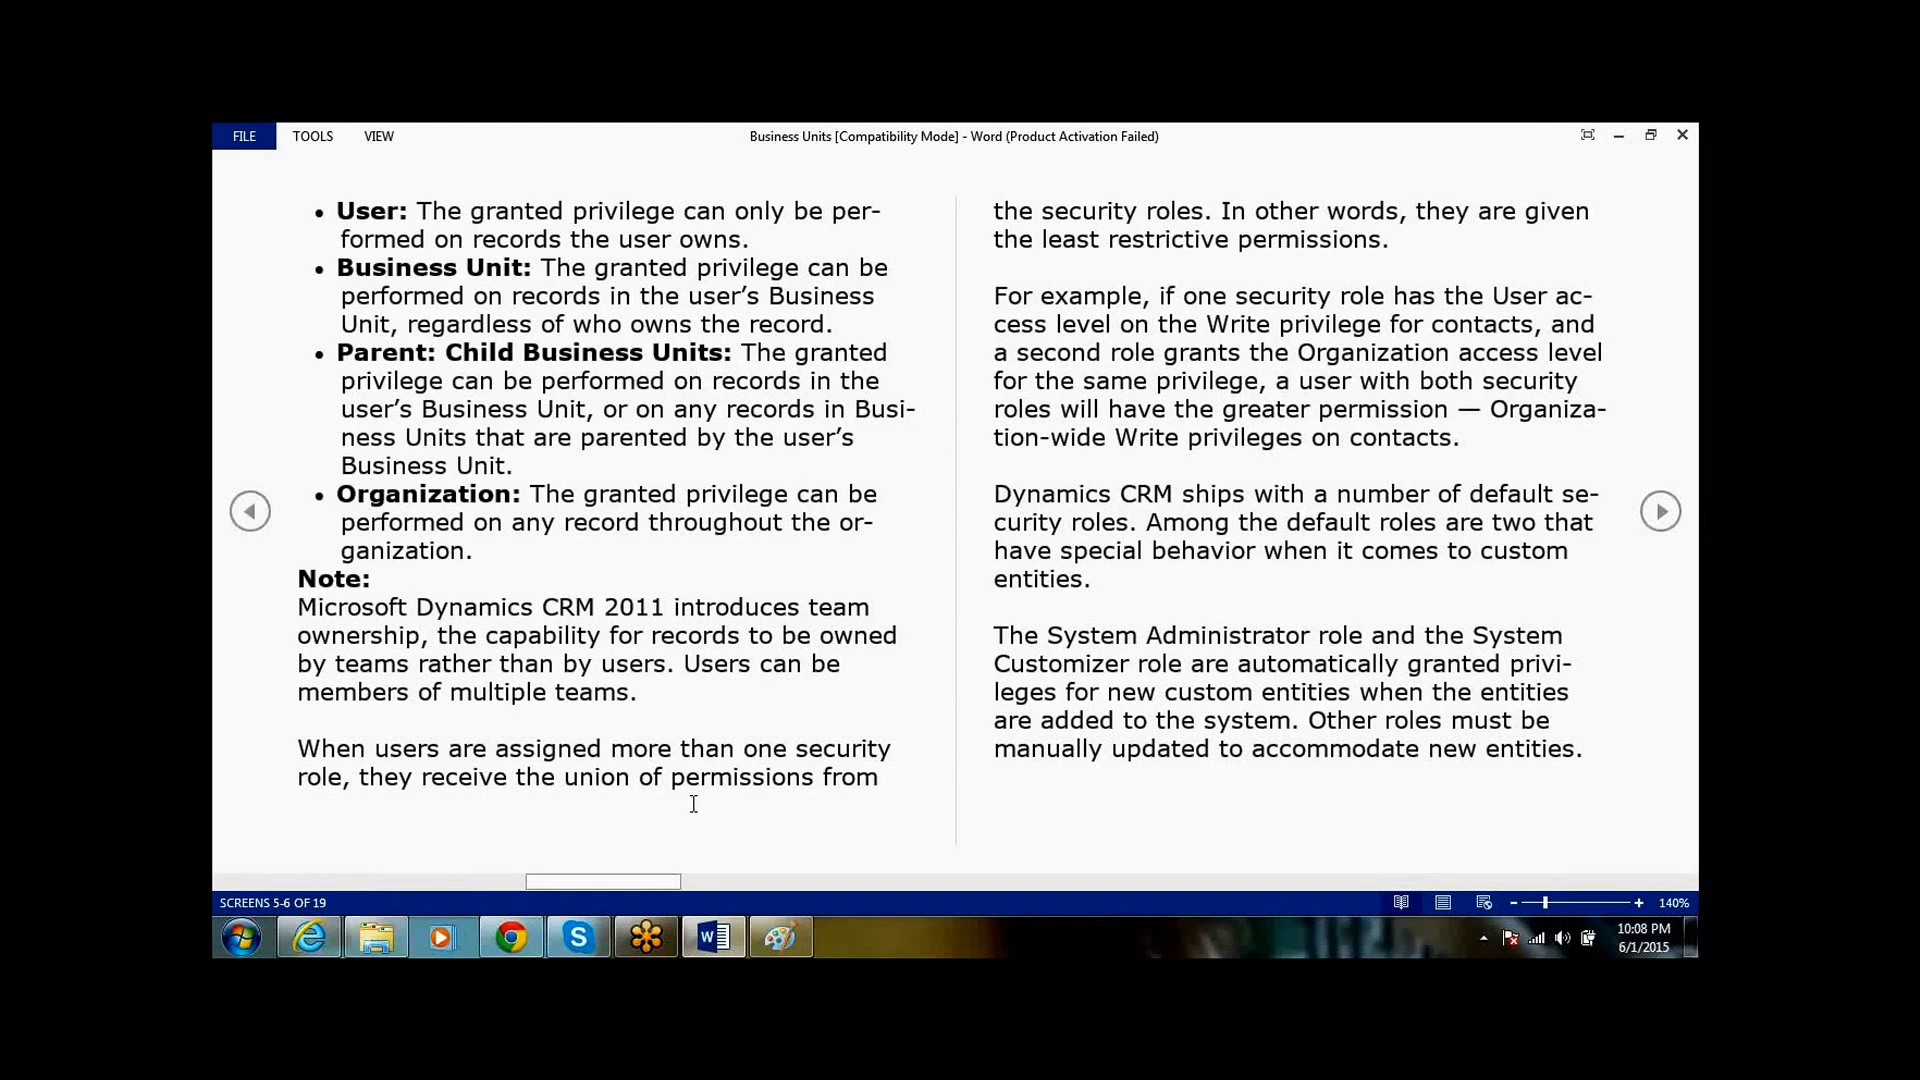 FILE TOOLS VIEW Business Units [Compatibility Mode] - Word (Product Activation Failed)
• User: The granted privilege can only be per-
formed on records the user owns.
• Business Unit: The granted privilege can be
performed on records in the user’s Business
Unit, regardless of who owns the record.
• Parent: Child Business Units: The granted
privilege can be performed on records in the
user’s Business Unit, or on any records in Busi-
ness Units that are parented by the user’s
Business Unit.
• Organization: The granted privilege can be
performed on any record throughout the or-
ganization.
Note:
Microsoft Dynamics CRM 2011 introduces team
ownership, the capability for records to be owned
by teams rather than by users. Users can be
members of multiple teams.
When users are assigned more than one security
role, they receive the union of permissions from
the security roles. In other words, they are given
the least restrictive permissions.
For example, if one security role has the User ac-
cess level on the Write privilege for contacts, and
a second role grants the Organization access level
for the same privilege, a user with both security
roles will have the greater permission — Organiza-
tion-wide Write privileges on contacts.
Dynamics CRM ships with a number of default se-
curity roles. Among the default roles are two that
have special behavior when it comes to custom
entities.
The System Administrator role and the System
Customizer role are automatically granted privi-
leges for new custom entities when the entities
are added to the system. Other roles must be
manually updated to accommodate new entities.
SCREENS 5-6 OF 19 140%
10:08 PM
6/1/2015